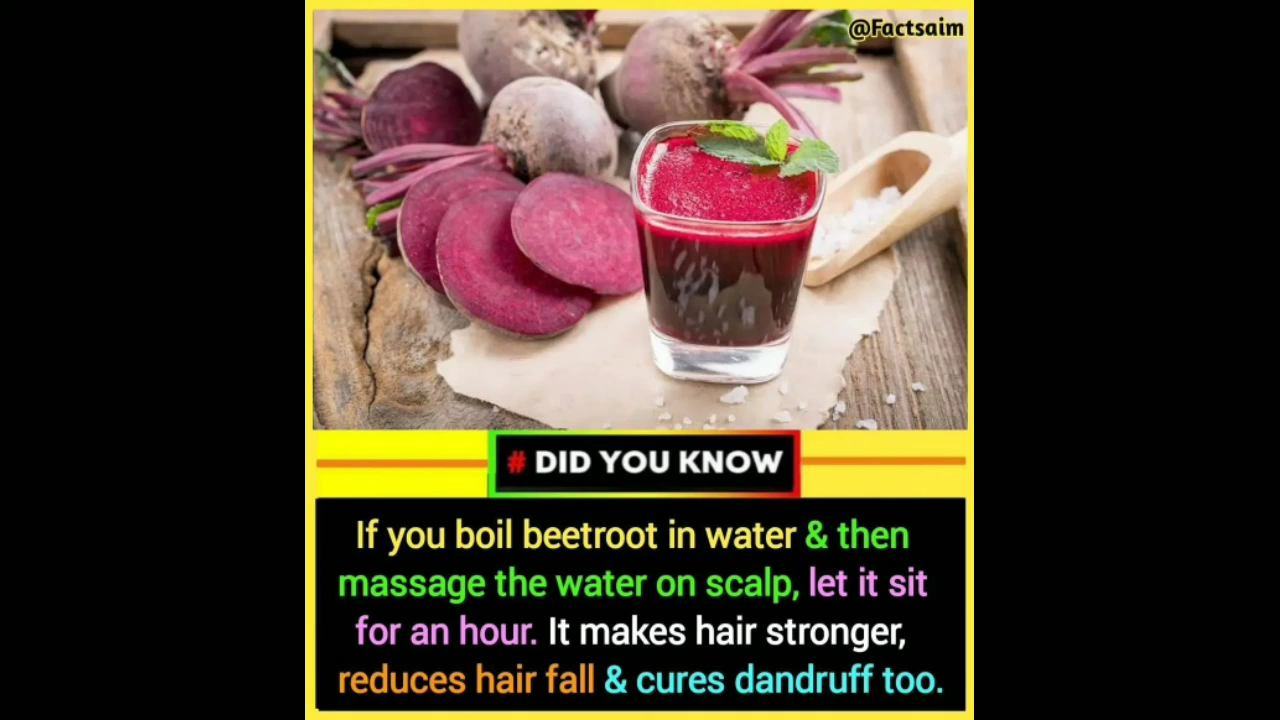 @Factsaim
# DID YOU KNOW
If you boil beetroot in water & then
massage the water on scalp, let it sit
for an hour. It makes hair stronger,
reduces hair fall & cures dandruff too.